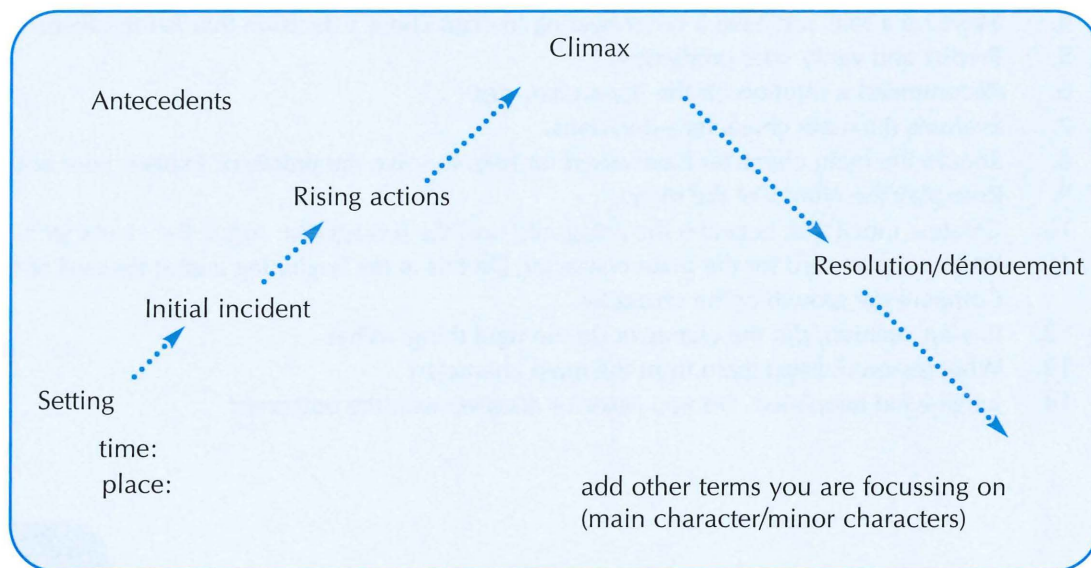 Climax
Antecedents
Rising actions
Resolution/dénouement
Initial incident
Setting
time:
place:
add other terms you are focussing on
(main character/minor characters)